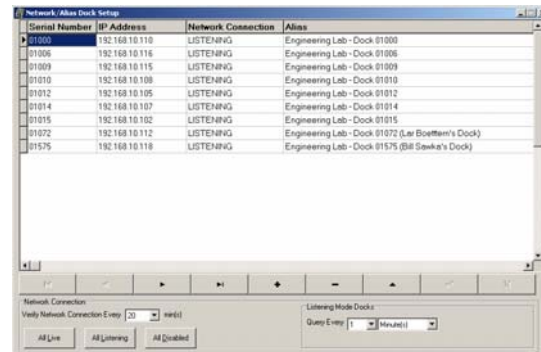 Network/Alias Dock Setup
Serial Number IP Address Network Connection Alias
01000 192.168.10.110 LISTENING Engineering Lab - Dock 01000
01006 192.168.10.116 LISTENING Engineering Lab - Dock 01006
01009 192.168.10.115 LISTENING Engineering Lab - Dock 01009
01010 192.168.10.108 LISTENING Engineering Lab - Dock 01010
01012 192.168.10.105 LISTENING Engineering Lab - Dock 01012
01014 192.168.10.107 LISTENING Engineering Lab - Dock 01014
01015 192.168.10.102 LISTENING Engineering Lab - Dock 01015
01072 192.168.10.112 LISTENING Engineering Lab - Dock 01072 (Lar Boettern's Dock)
01575 192.168.10.118 LISTENING Engineering Lab - Dock 01575 (Bill Sawka's Dock)
Network Connection
Verify Network Connection Every 20 min(s)
All Live All Listening All Disabled
Listening Mode Docks
Query Every 1 Minute(s)